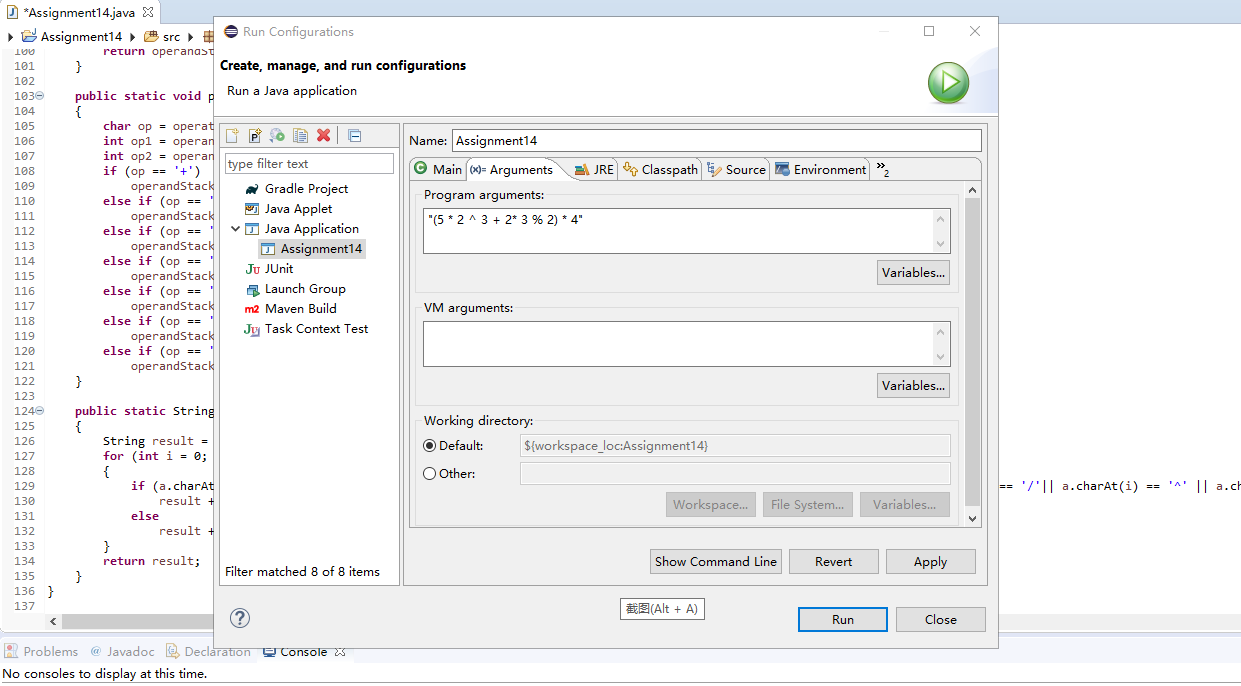 *Assignment14.java
Assignment14 src
Run Configurations
Create, manage, and run configurations
Run a Java application
Name: Assignment14
type filter text
Gradle Project
Java Applet
Java Application
Assignment14
JUnit
Launch Group
Maven Build
Task Context Test
Filter matched 8 of 8 items
Main (x)= Arguments JRE Classpath Source Environment »2
Program arguments:
"(5 * 2 ^ 3 + 2* 3 % 2) * 4"
Variables...
VM arguments:
Variables...
Working directory:
Default: ${workspace_loc:Assignment14}
Other:
Workspace... File System... Variables...
Show Command Line Revert Apply
截图(Alt + A)
Run Close
100 return operandSt
101 }
102
103 public static void p
104 {
105 char op = operat
106 int op1 = operan
107 int op2 = operan
108 if (op == '+')
109 operandStack
110 else if (op == '
111 operandStack
112 else if (op == '
113 operandStack
114 else if (op == '
115 operandStack
116 else if (op == '
117 operandStack
118 else if (op == '
119 operandStack
120 else if (op == '
121 operandStack
122 }
123
124 public static String
125 {
126 String result =
127 for (int i = 0;
128 {
129 if (a.charAt == '/'|| a.charAt(i) == '^' || a.ch
130 result +
131 else
132 result +
133 }
134 return result;
135 }
136 }
137
Problems @ Javadoc Declaration Console
No consoles to display at this time.